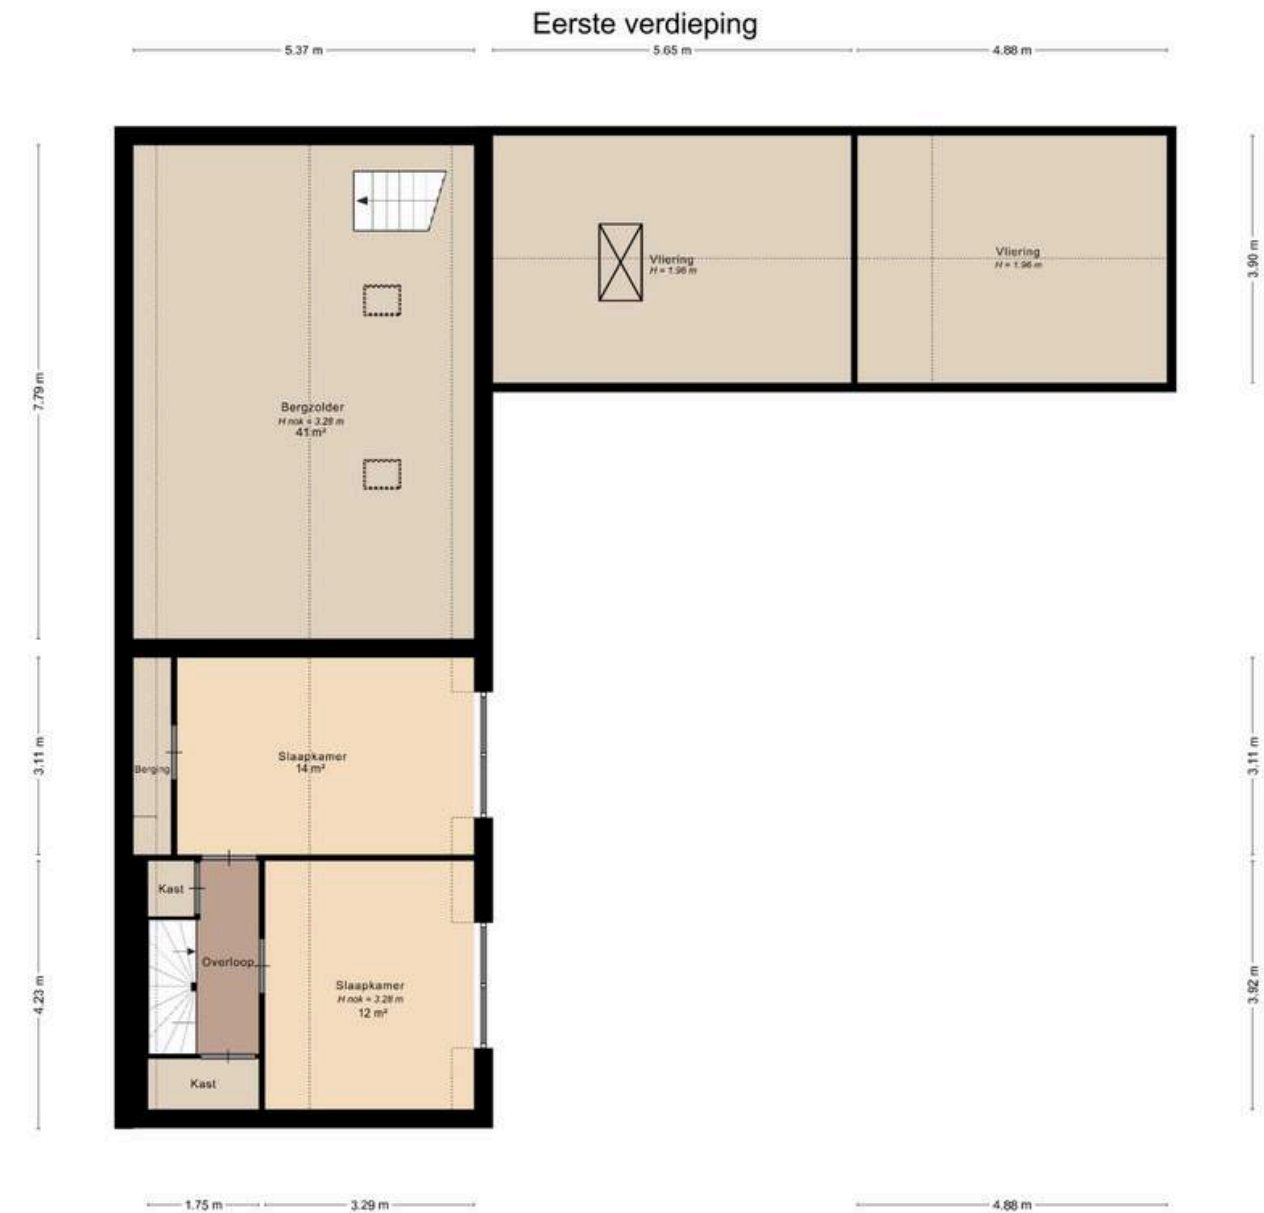 Eerste verdieping
5.37 m
5.65 m
4.88 m
7.79 m
3.90 m
Vliering
H = 1.96 m
Vliering
H = 1.96 m
Bergzolder
H nok = 3.28 m
41 m²
3.11 m
3.11 m
Slaapkamer
14 m²
Berging
Kast
Overloop
4.23 m
3.92 m
Slaapkamer
H nok = 3.28 m
12 m²
Kast
1.75 m
3.29 m
4.88 m